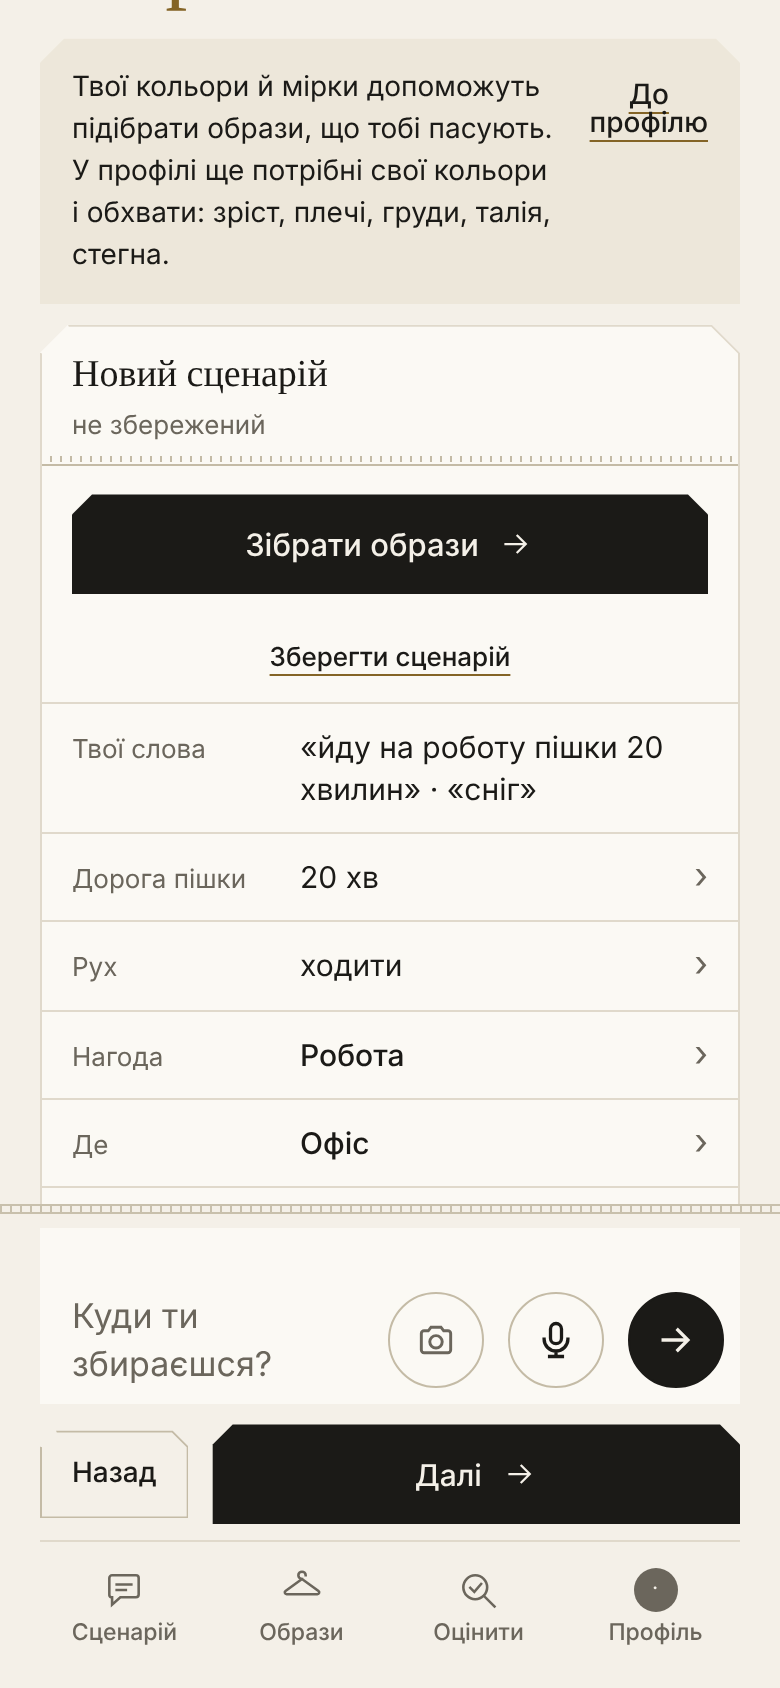 Твої кольори й мірки допоможуть
підібрати образи, що тобі пасують.
У профілі ще потрібні свої кольори
і обхвати: зріст, плечі, груди, талія,
стегна.
До
профілю
Новий сценарій
не збережений
Зібрати образи →
Зберегти сценарій
Твої слова
«йду на роботу пішки 20
хвилин» · «сніг»
Дорога пішки 20 хв ›
Рух ходити ›
Нагода Робота ›
Де Офіс ›
Куди ти
збираєшся?
Назад
Далі →
Сценарій
Образи
Оцінити
Профіль